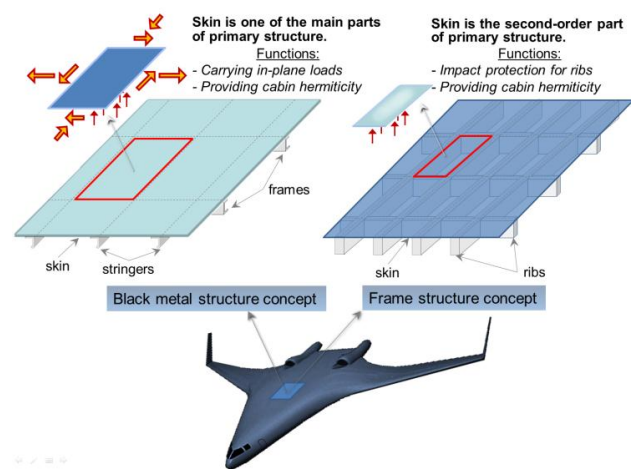 Skin is one of the main parts
of primary structure.
Functions:
- Carrying in-plane loads
- Providing cabin hermiticity
frames
skin
stringers
Skin is the second-order part
of primary structure.
Functions:
- Impact protection for ribs
- Providing cabin hermiticity
skin
ribs
Black metal structure concept
Frame structure concept